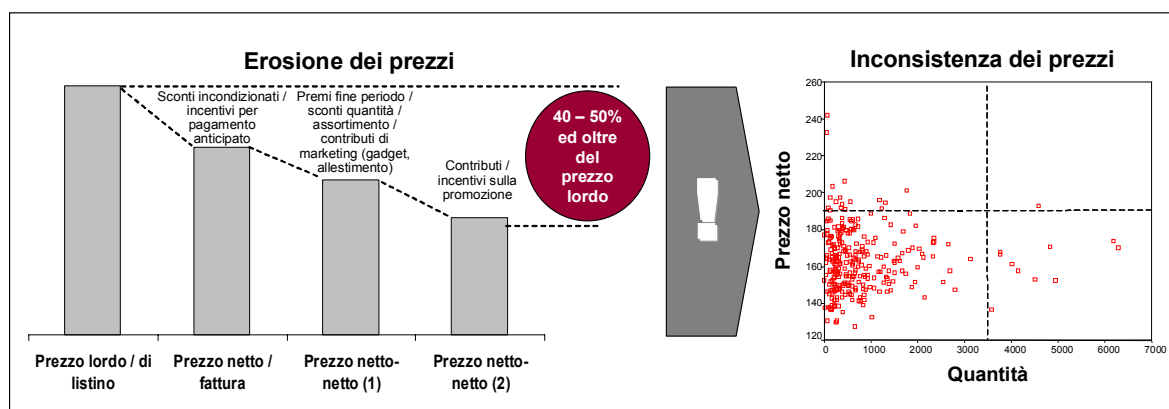 Erosione dei prezzi
Sconti incondizionati /
incentivi per
pagamento
anticipato
Premi fine periodo /
sconti quantità /
assortimento /
contributi di
marketing (gadget,
allestimento)
Contributi /
incentivi sulla
promozione
40 – 50%
ed oltre
del
prezzo
lordo
Prezzo lordo / di
listino
Prezzo netto /
fattura
Prezzo netto-
netto (1)
Prezzo netto-
netto (2)
!
Inconsistenza dei prezzi
Prezzo netto
260
240
220
200
180
160
140
120
0
1000
2000
3000
4000
5000
6000
7000
Quantità